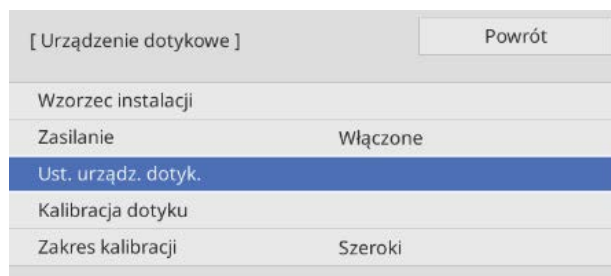 [ Urządzenie dotykowe ] Powrót
Wzorzec instalacji
Zasilanie Włączone
Ust. urządz. dotyk.
Kalibracja dotyku
Zakres kalibracji Szeroki